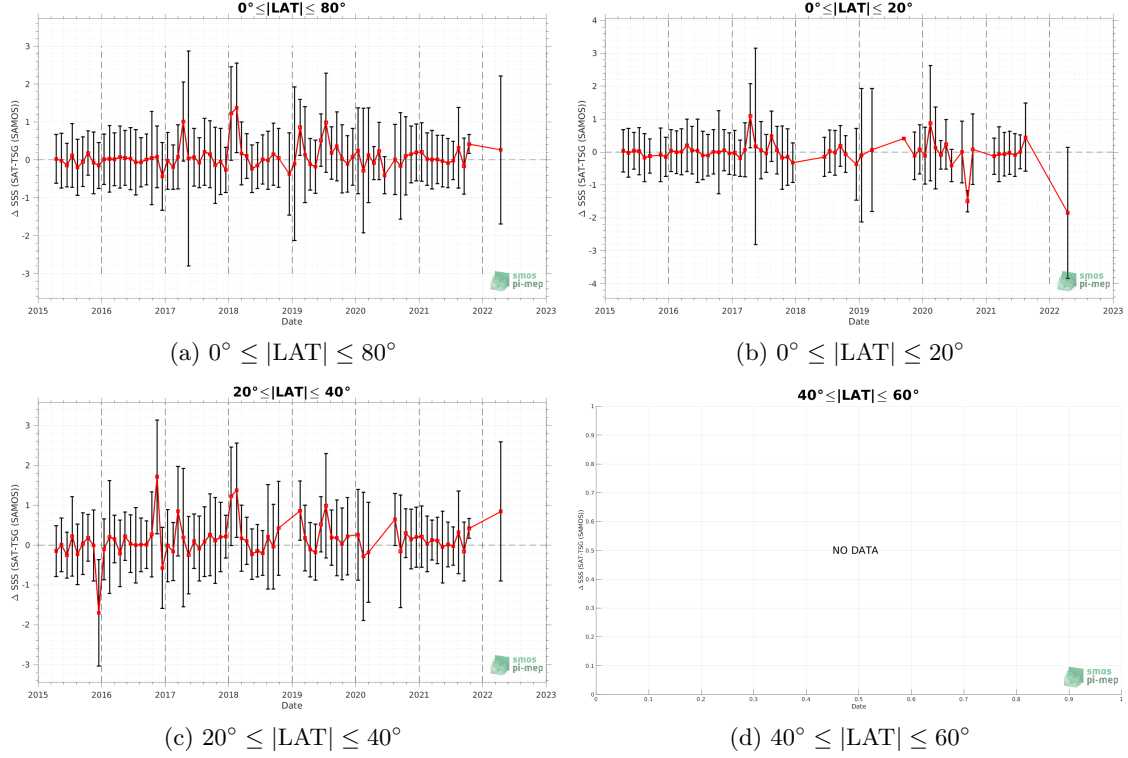 0°≤|LAT|≤ 80°
Δ SSS (SAT-TSG (SAMOS))
3
2
1
0
-1
-2
-3
2015 2016 2017 2018 2019 2020 2021 2022 2023
Date
smos
pi-mep
(a) 0° ≤ |LAT| ≤ 80°
0°≤|LAT|≤ 20°
Δ SSS (SAT-TSG (SAMOS))
4
3
2
1
0
-1
-2
-3
-4
2015 2016 2017 2018 2019 2020 2021 2022 2023
Date
smos
pi-mep
(b) 0° ≤ |LAT| ≤ 20°
20°≤|LAT|≤ 40°
Δ SSS (SAT-TSG (SAMOS))
3
2
1
0
-1
-2
-3
2015 2016 2017 2018 2019 2020 2021 2022 2023
Date
smos
pi-mep
(c) 20° ≤ |LAT| ≤ 40°
40°≤|LAT|≤ 60°
Δ SSS (SAT-TSG (SAMOS))
1
0.9
0.8
0.7
0.6
0.5
0.4
0.3
0.2
0.1
0
NO DATA
0 0.1 0.2 0.3 0.4 0.5 0.6 0.7 0.8 0.9 1
Date
smos
pi-mep
(d) 40° ≤ |LAT| ≤ 60°